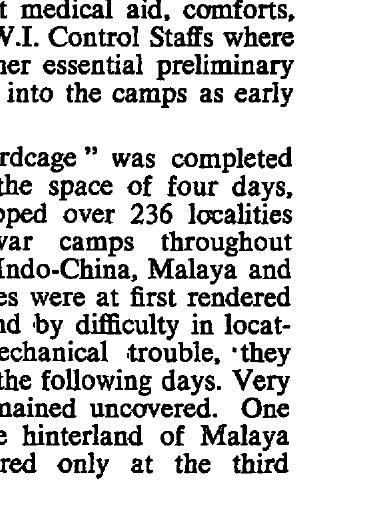 t medical aid, comforts,
W.I. Control Staffs where
her essential preliminary
into the camps as early
rdcage " was completed
the space of four days,
pped over 236 localities
war camps throughout
Indo-China, Malaya and
es were at first rendered
nd by difficulty in locat-
echanical trouble, they
the following days. Very
mained uncovered. One
e hinterland of Malaya
red only at the third